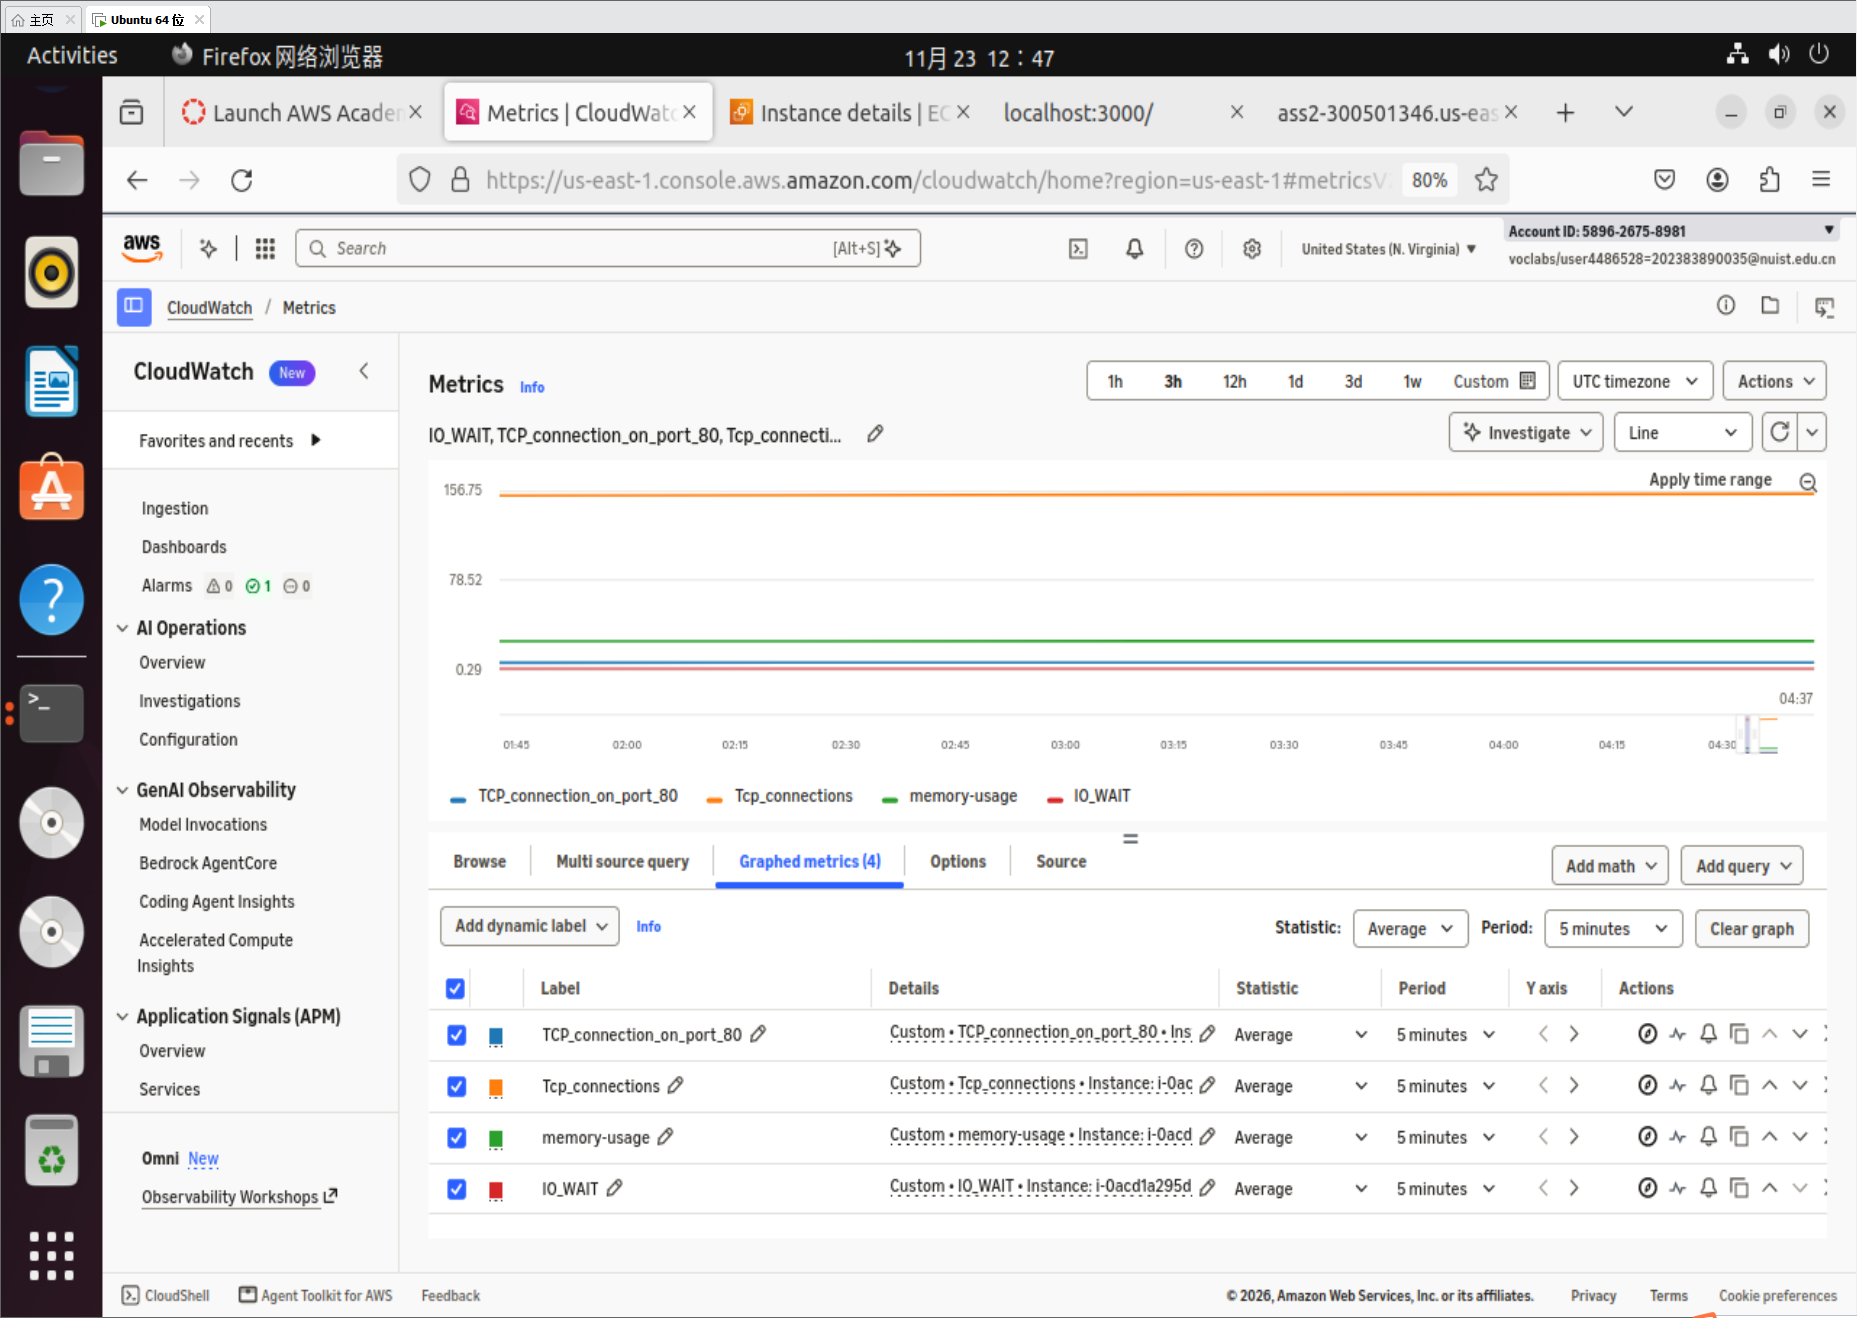 主页
Ubuntu 64 位
Activities
Firefox 网络浏览器
11月 23 12：47
Launch AWS Acader
Metrics | CloudWatc
Instance details | EC
localhost:3000/
ass2-300501346.us-eas
https://us-east-1.console.aws.amazon.com/cloudwatch/home?region=us-east-1#metricsV
80%
aws
Search
[Alt+S]
United States (N. Virginia)
Account ID: 5896-2675-8981
voclabs/user4486528=202383890035@nuist.edu.cn
CloudWatch / Metrics
CloudWatch New
Favorites and recents
Ingestion
Dashboards
Alarms 0 1 0
AI Operations
Overview
Investigations
Configuration
GenAI Observability
Model Invocations
Bedrock AgentCore
Coding Agent Insights
Accelerated Compute
Insights
Application Signals (APM)
Overview
Services
Omni New
Observability Workshops
Metrics Info
1h 3h 12h 1d 3d 1w Custom
UTC timezone
Actions
IO_WAIT, TCP_connection_on_port_80, Tcp_connecti...
Investigate
Line
Apply time range
156.75
78.52
0.29
04:37
01:45 02:00 02:15 02:30 02:45 03:00 03:15 03:30 03:45 04:00 04:15 04:30
TCP_connection_on_port_80 Tcp_connections memory-usage IO_WAIT
Browse Multi source query Graphed metrics (4) Options Source
Add math
Add query
Add dynamic label
Info
Statistic: Average Period: 5 minutes Clear graph
Label Details Statistic Period Y axis Actions
TCP_connection_on_port_80 Custom • TCP_connection_on_port_80 • Ins Average 5 minutes
Tcp_connections Custom • Tcp_connections • Instance: i-0ac Average 5 minutes
memory-usage Custom • memory-usage • Instance: i-0acd Average 5 minutes
IO_WAIT Custom • IO_WAIT • Instance: i-0acd1a295d Average 5 minutes
CloudShell Agent Toolkit for AWS Feedback
© 2026, Amazon Web Services, Inc. or its affiliates. Privacy Terms Cookie preferences